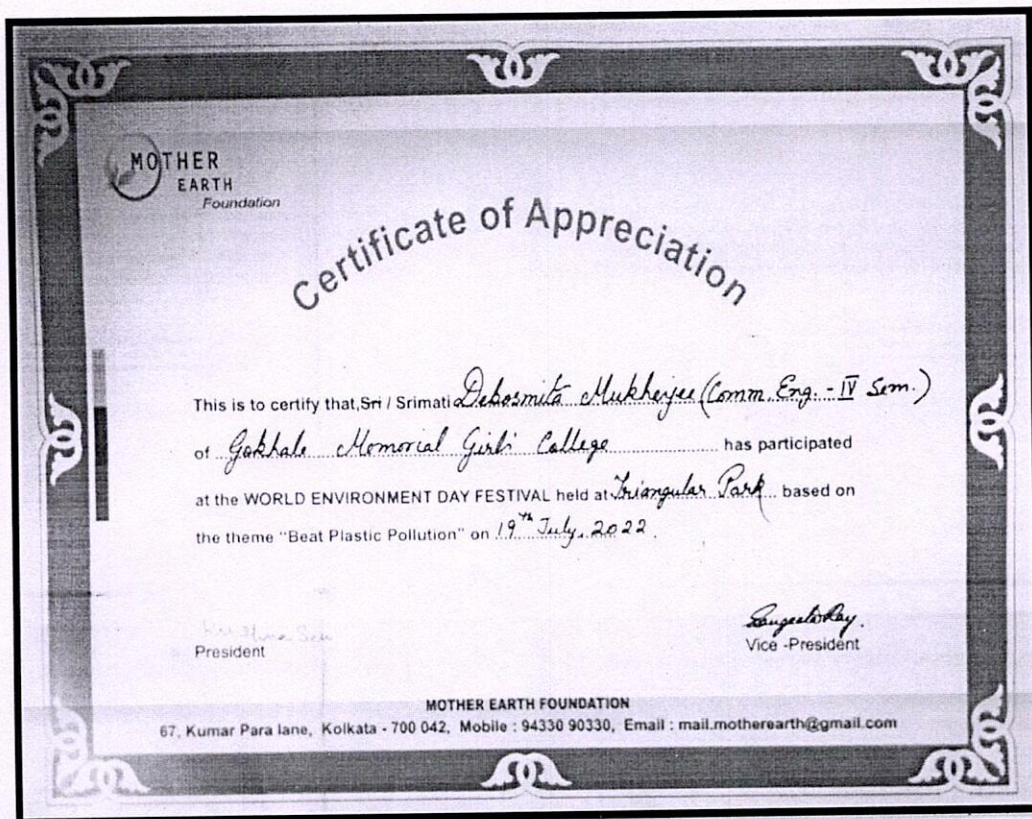 MOTHER
EARTH
Foundation
Certificate of Appreciation
This is to certify that, Sri / Srimati Debosmita Mukherjee (Comm. Eng. - IV Sem.)
of Gokhale Memorial Girls' College has participated
at the WORLD ENVIRONMENT DAY FESTIVAL held at Triangular Park based on
the theme "Beat Plastic Pollution" on 19th July, 2022.
President
Vice -President
MOTHER EARTH FOUNDATION
67, Kumar Para lane, Kolkata - 700 042, Mobile : 94330 90330, Email : mail.motherearth@gmail.com